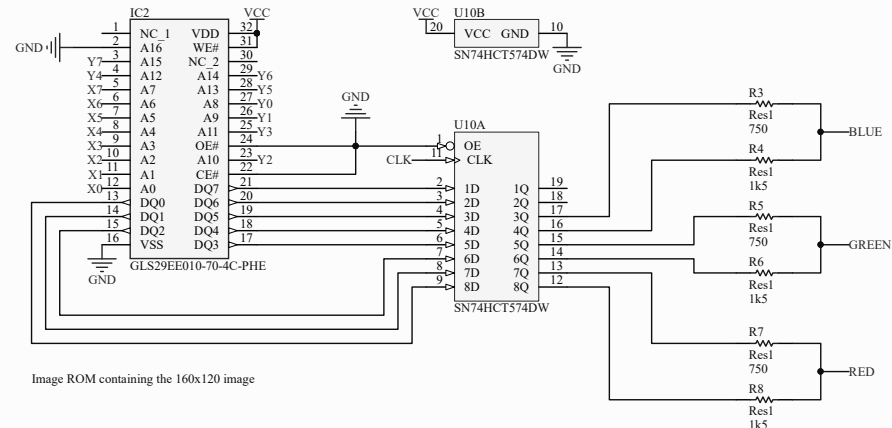 IC2
VCC
1 NC_1 VDD 32
GND 2 A16 WE# 31
Y7 3 A15 NC_2 30
Y4 4 A12 A14 29 Y6
X7 5 A7 A13 28 Y5
X6 6 A6 A8 27 Y0
X5 7 A5 A9 26 Y1
X4 8 A4 A11 25 Y3
X3 9 A3 OE# 24
X2 10 A2 A10 23 Y2
X1 11 A1 CE# 22
X0 12 A0 DQ7 21
13 DQ0 DQ6 20
14 DQ1 DQ5 19
15 DQ2 DQ4 18
16 VSS DQ3 17
GND
GLS29EE010-70-4C-PHE
VCC U10B
20 VCC GND 10
SN74HCT574DW
GND
GND
U10A
1 OE
CLK 11 CLK
2 1D 1Q 19
3 2D 2Q 18
4 3D 3Q 17
5 4D 4Q 16
6 5D 5Q 15
7 6D 6Q 14
8 7D 7Q 13
9 8D 8Q 12
SN74HCT574DW
R3
Res1
750
BLUE
R4
Res1
1k5
R5
Res1
750
GREEN
R6
Res1
1k5
R7
Res1
750
RED
R8
Res1
1k5
Image ROM containing the 160x120 image